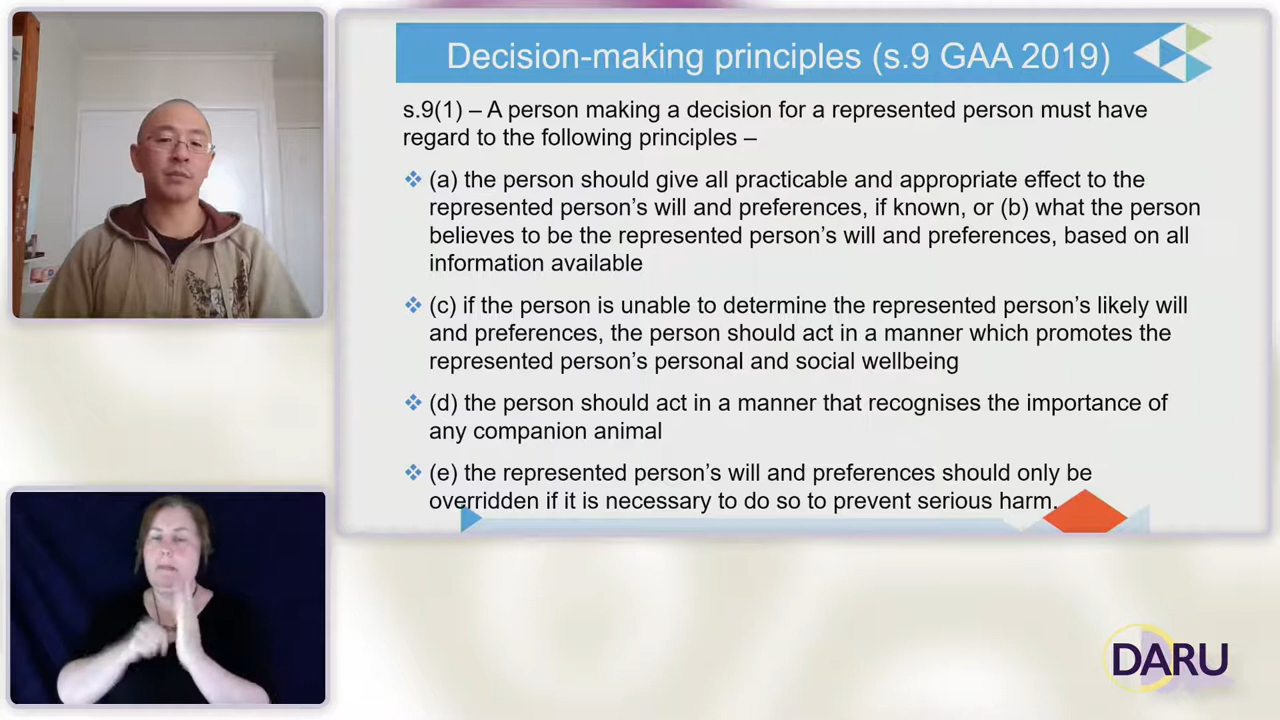 Decision-making principles (s.9 GAA 2019)
s.9(1) – A person making a decision for a represented person must have
regard to the following principles –
(a) the person should give all practicable and appropriate effect to the
represented person's will and preferences, if known, or (b) what the person
believes to be the represented person's will and preferences, based on all
information available
(c) if the person is unable to determine the represented person's likely will
and preferences, the person should act in a manner which promotes the
represented person's personal and social wellbeing
(d) the person should act in a manner that recognises the importance of
any companion animal
(e) the represented person's will and preferences should only be
overridden if it is necessary to do so to prevent serious harm.
DARU